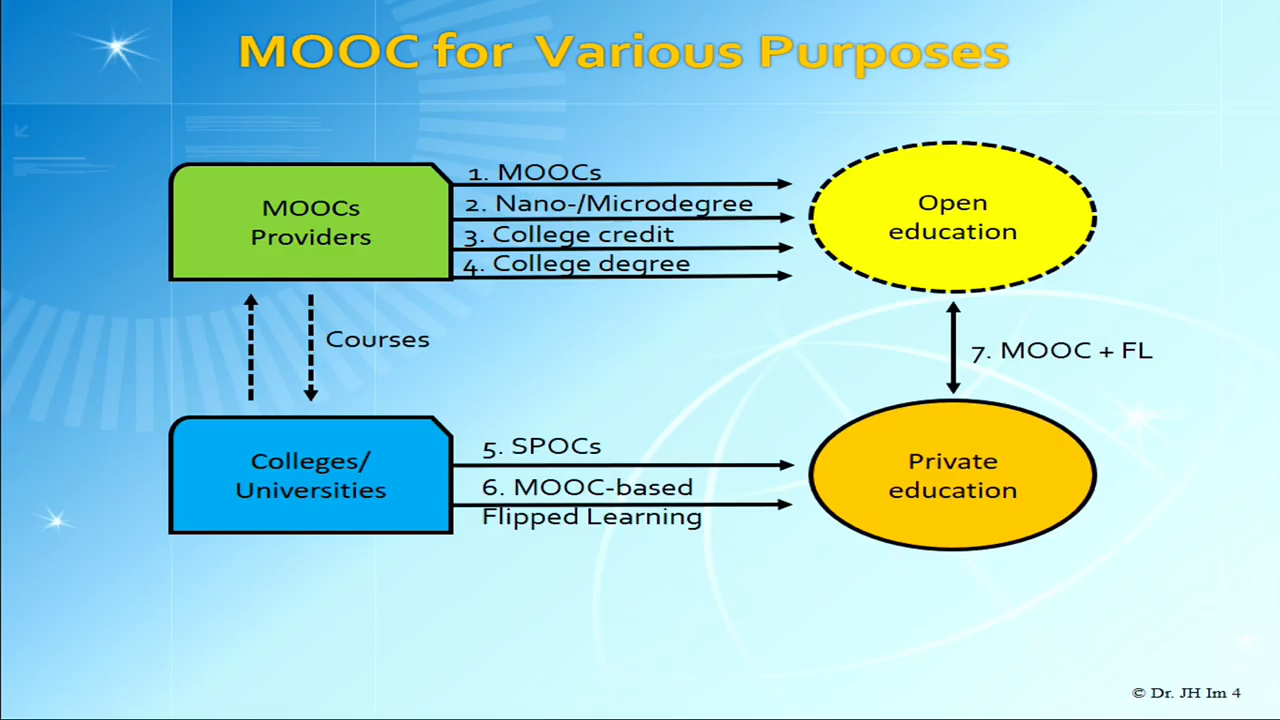 MOOC for Various Purposes
MOOCs
Providers
1. MOOCs
2. Nano-/Microdegree
3. College credit
4. College degree
Open
education
Courses
7. MOOC + FL
Colleges/
Universities
5. SPOCs
6. MOOC-based
Flipped Learning
Private
education
© Dr. JH Im 4